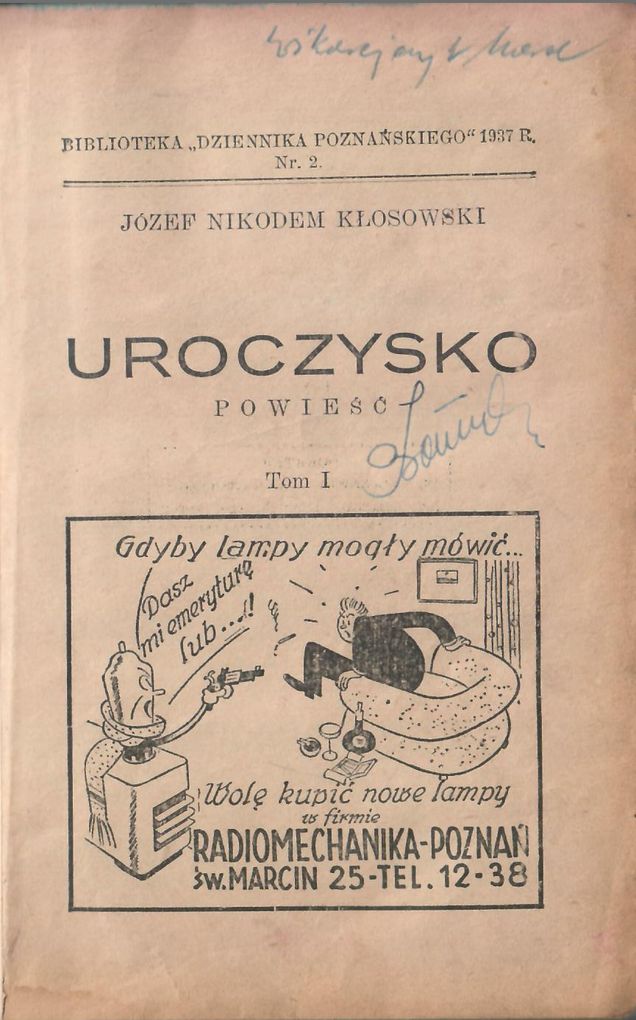 BIBLIOTEKA „DZIENNIKA POZNAŃSKIEGO“ 1937 R.
Nr. 2.
JÓZEF NIKODEM KŁOSOWSKI
UROCZYSKO
POWIEŚĆ
Tom I
Gdyby lampy mogły mówić...
Dasz
mi emeryturę
lub...!
Wolę kupić nowe lampy
w firmie
RADIOMECHANIKA-POZNAŃ
ŚW. MARCIN 25-TEL. 12-38